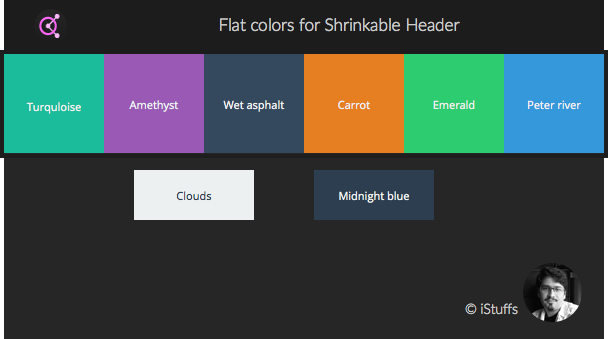 Flat colors for Shrinkable Header
Turquloise
Amethyst
Wet asphalt
Carrot
Emerald
Peter river
Clouds
Midnight blue
© iStuffs